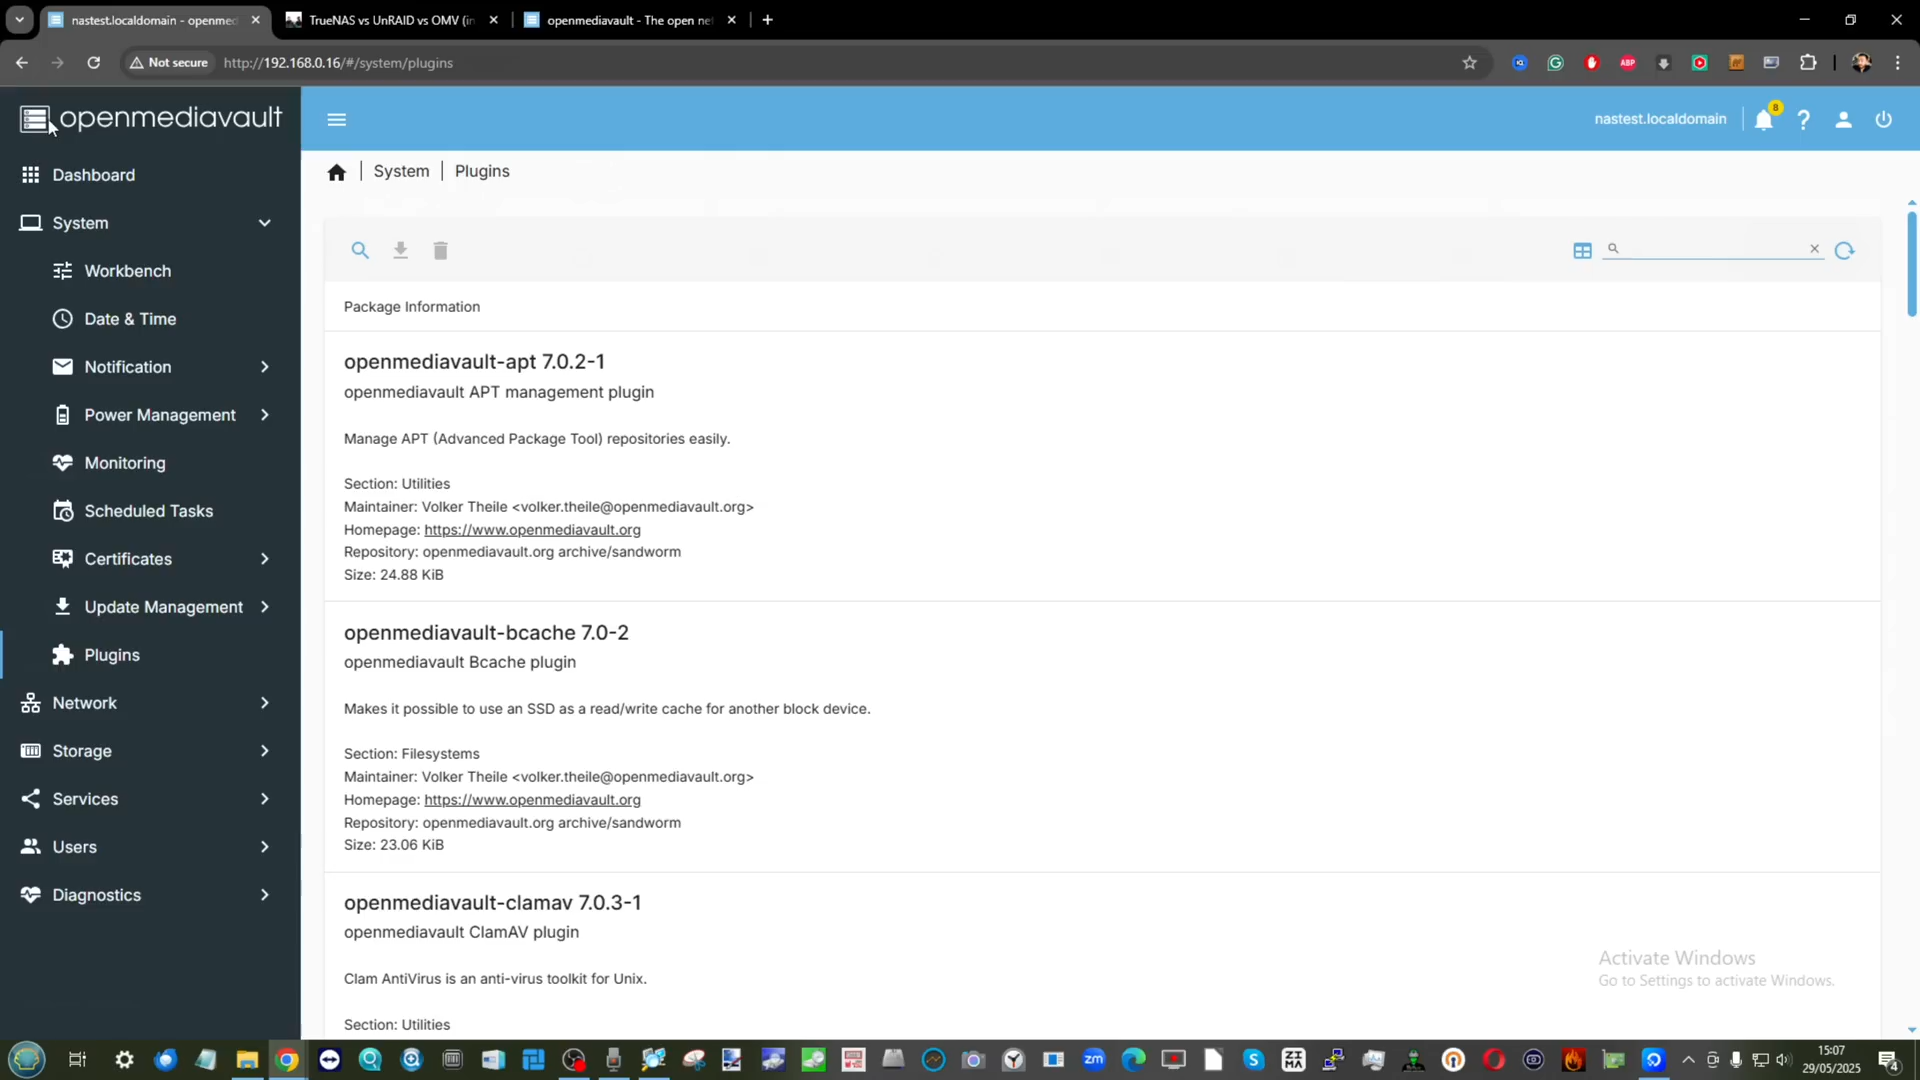 nastest.localdomain - openmed
TrueNAS vs UnRAID vs OMV (in
openmediavault - The open net
Not secure
http://192.168.0.16/#/system/plugins
ABP
openmediavault
nastest.localdomain
8
Dashboard
System
Workbench
Date & Time
Notification
Power Management
Monitoring
Scheduled Tasks
Certificates
Update Management
Plugins
Network
Storage
Services
Users
Diagnostics
System
Plugins
Package Information
openmediavault-apt 7.0.2-1
openmediavault APT management plugin
Manage APT (Advanced Package Tool) repositories easily.
Section: Utilities
Maintainer: Volker Theile <volker.theile@openmediavault.org>
Homepage: https://www.openmediavault.org
Repository: openmediavault.org archive/sandworm
Size: 24.88 KiB
openmediavault-bcache 7.0-2
openmediavault Bcache plugin
Makes it possible to use an SSD as a read/write cache for another block device.
Section: Filesystems
Maintainer: Volker Theile <volker.theile@openmediavault.org>
Homepage: https://www.openmediavault.org
Repository: openmediavault.org archive/sandworm
Size: 23.06 KiB
openmediavault-clamav 7.0.3-1
openmediavault ClamAV plugin
Clam AntiVirus is an anti-virus toolkit for Unix.
Section: Utilities
Activate Windows
Go to Settings to activate Windows.
zm
ZIMA
15:07
29/05/2025
4